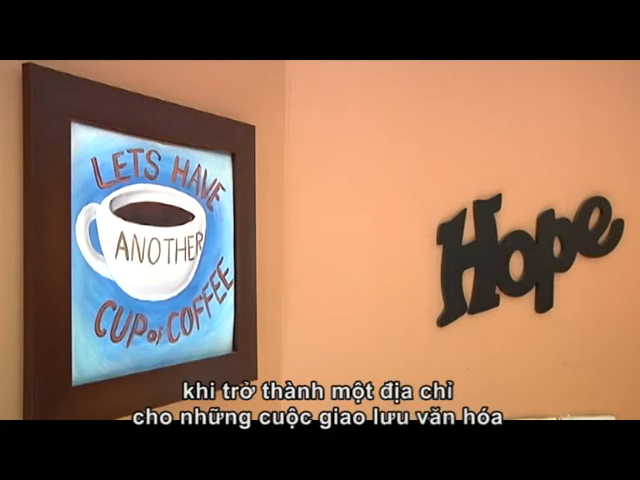 LETS HAVE
ANOTHER
CUP of COFFEE
Hope
khi trở thành một địa chỉ
cho những cuộc giao lưu văn hóa